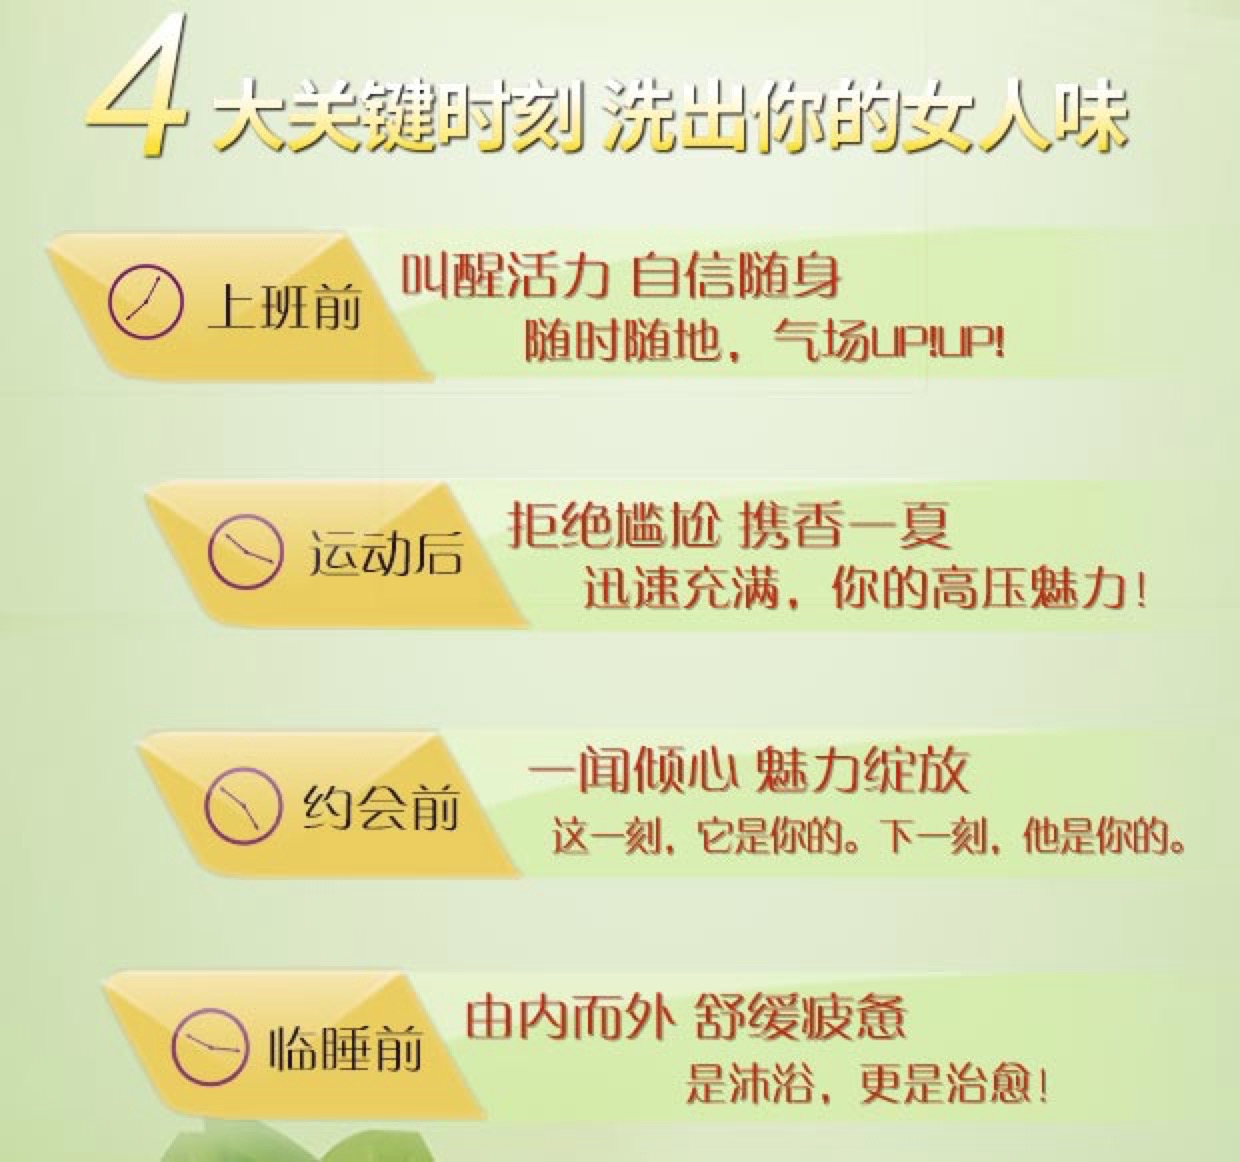 4大关键时刻 洗出你的女人味
上班前
叫醒活力 自信随身
随时随地，气场UP!UP!
运动后
拒绝尴尬 携香一夏
迅速充满，你的高压魅力！
约会前
一闻倾心 魅力绽放
这一刻，它是你的。下一刻，他是你的。
临睡前
由内而外 舒缓疲惫
是沐浴，更是治愈！